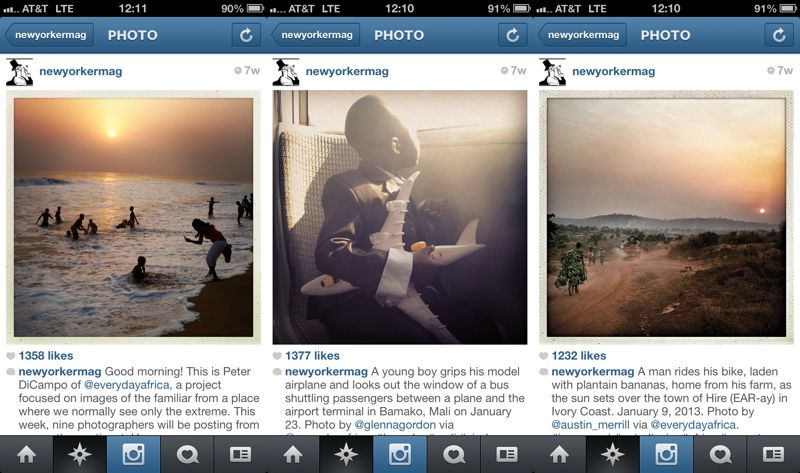 AT&T LTE 12:11 90%
newyorkermag PHOTO
newyorkermag 7w
1358 likes
newyorkermag Good morning! This is Peter
DiCampo of @everydayafrica, a project
focused on images of the familiar from a place
where we normally see only the extreme. This
week, nine photographers will be posting from
AT&T LTE 12:10 91%
newyorkermag PHOTO
newyorkermag 7w
1377 likes
newyorkermag A young boy grips his model
airplane and looks out the window of a bus
shuttling passengers between a plane and the
airport terminal in Bamako, Mali on January
23. Photo by @glennagordon via
AT&T LTE 12:10 91%
newyorkermag PHOTO
newyorkermag 7w
1232 likes
newyorkermag A man rides his bike, laden
with plantain bananas, home from his farm, as
the sun sets over the town of Hire (EAR-ay) in
Ivory Coast. January 9, 2013. Photo by
@austin_merrill via @everydayafrica.